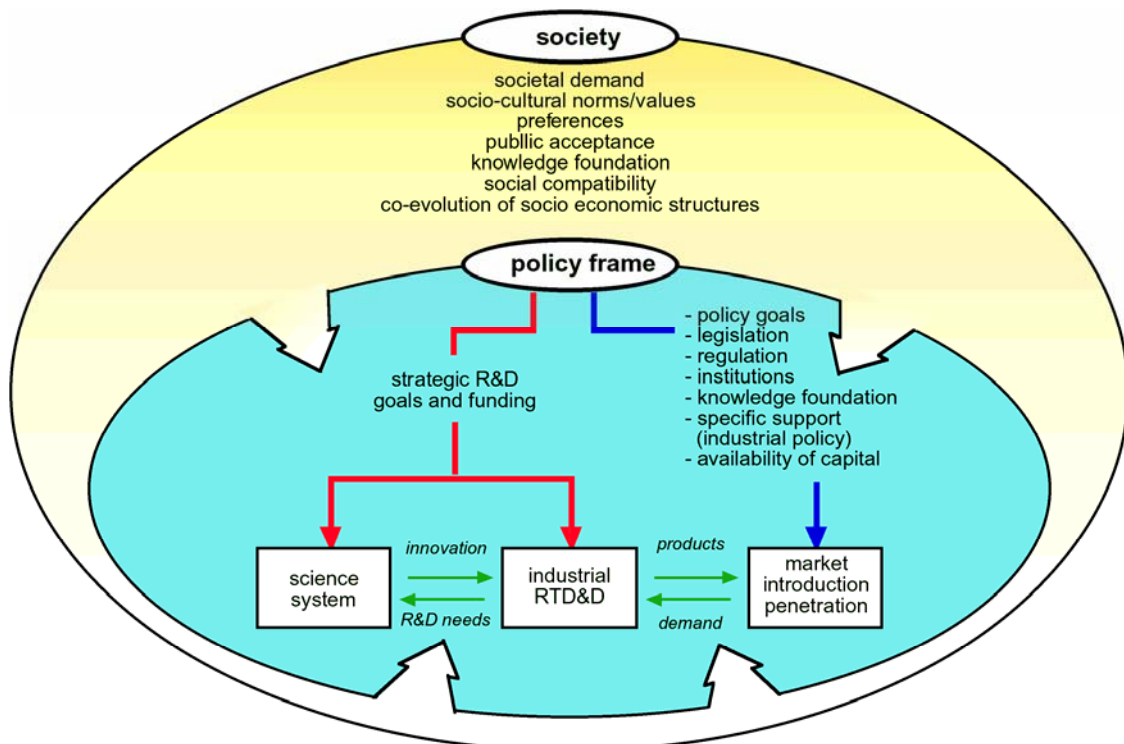 society
societal demand
socio-cultural norms/values
preferences
publlic acceptance
knowledge foundation
social compatibility
co-evolution of socio economic structures
policy frame
strategic R&D
goals and funding
- policy goals
- legislation
- regulation
- institutions
- knowledge foundation
- specific support
(industrial policy)
- availability of capital
science
system
innovation
R&D needs
industrial
RTD&D
products
demand
market
introduction
penetration